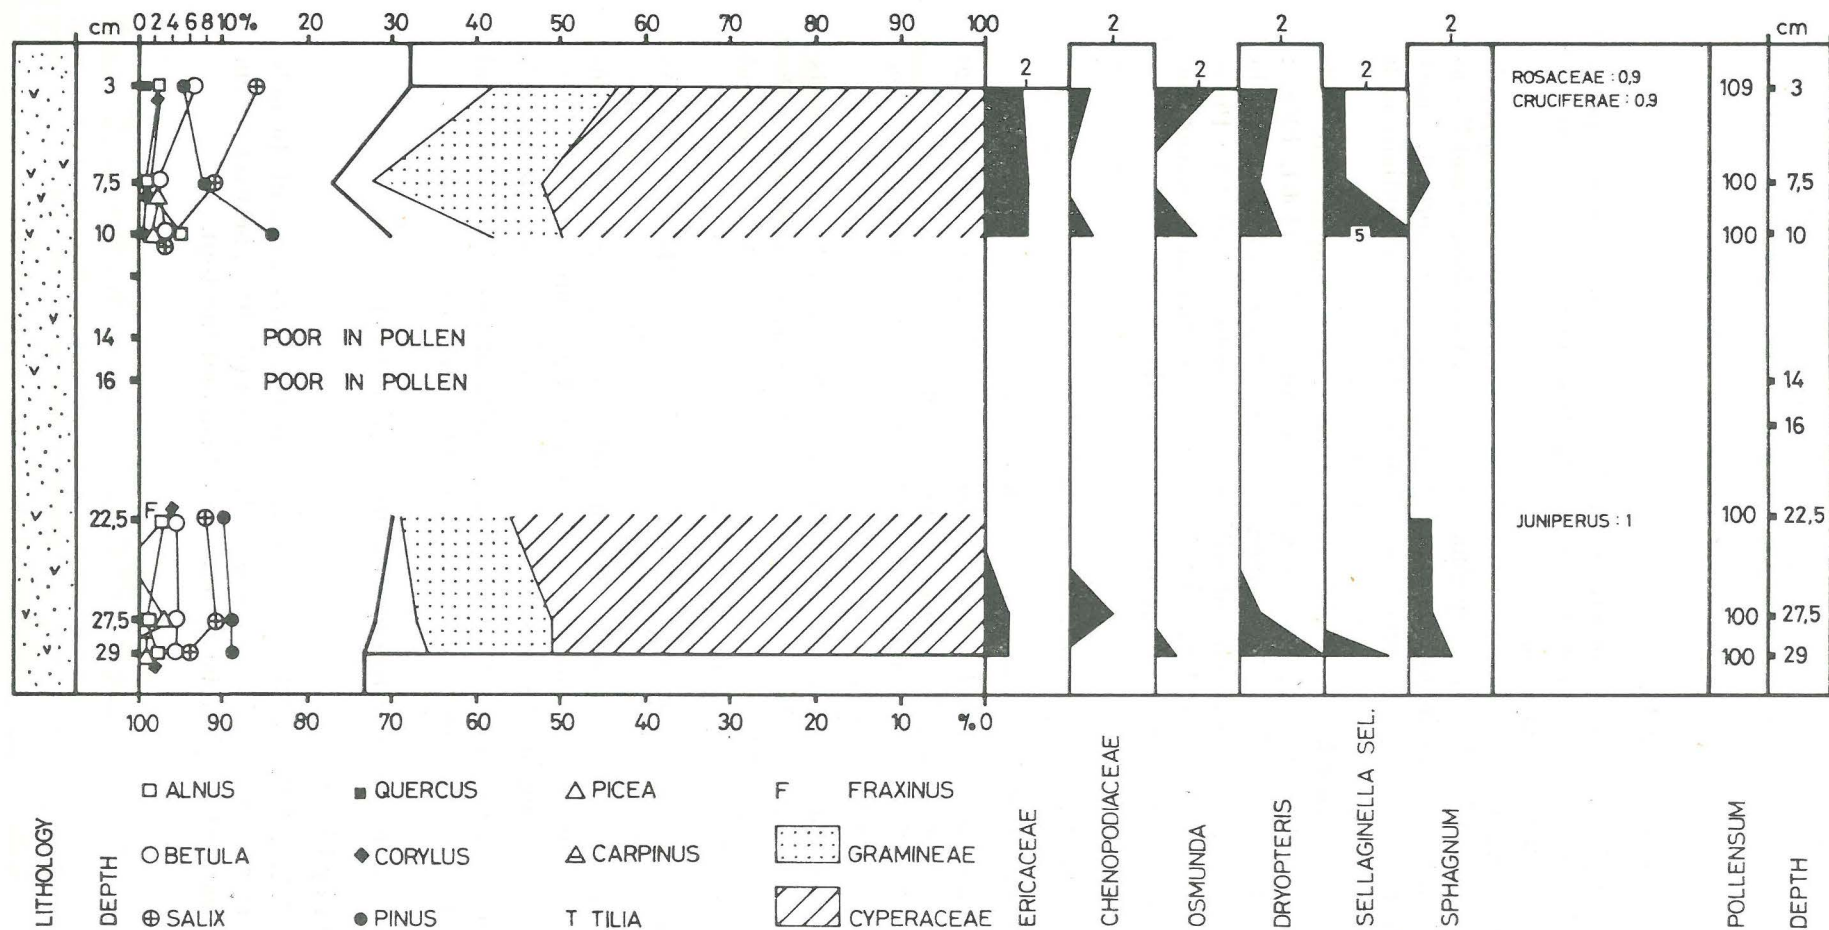 cm 0 2 4 6 8 10% 20 30 40 50 60 70 80 90 100 2 2 2 cm
2 2 2
3 ROSACEAE : 0,9 109 3
CRUCIFERAE : 0.9
7,5 100 7,5
10 5 100 10
14 POOR IN POLLEN
16 POOR IN POLLEN 14
16
F
22,5 JUNIPERUS : 1 100 22,5
27,5 100 27,5
29 100 29
100 90 80 70 60 50 40 30 20 10 % 0
LITHOLOGY
DEPTH
ALNUS QUERCUS PICEA F FRAXINUS
BETULA CORYLUS CARPINUS GRAMINEAE
SALIX PINUS T TILIA CYPERACEAE
ERICACEAE
CHENOPODIACEAE
OSMUNDA
DRYOPTERIS
SELLAGINELLA SEL.
SPHAGNUM
POLLENSUM
DEPTH